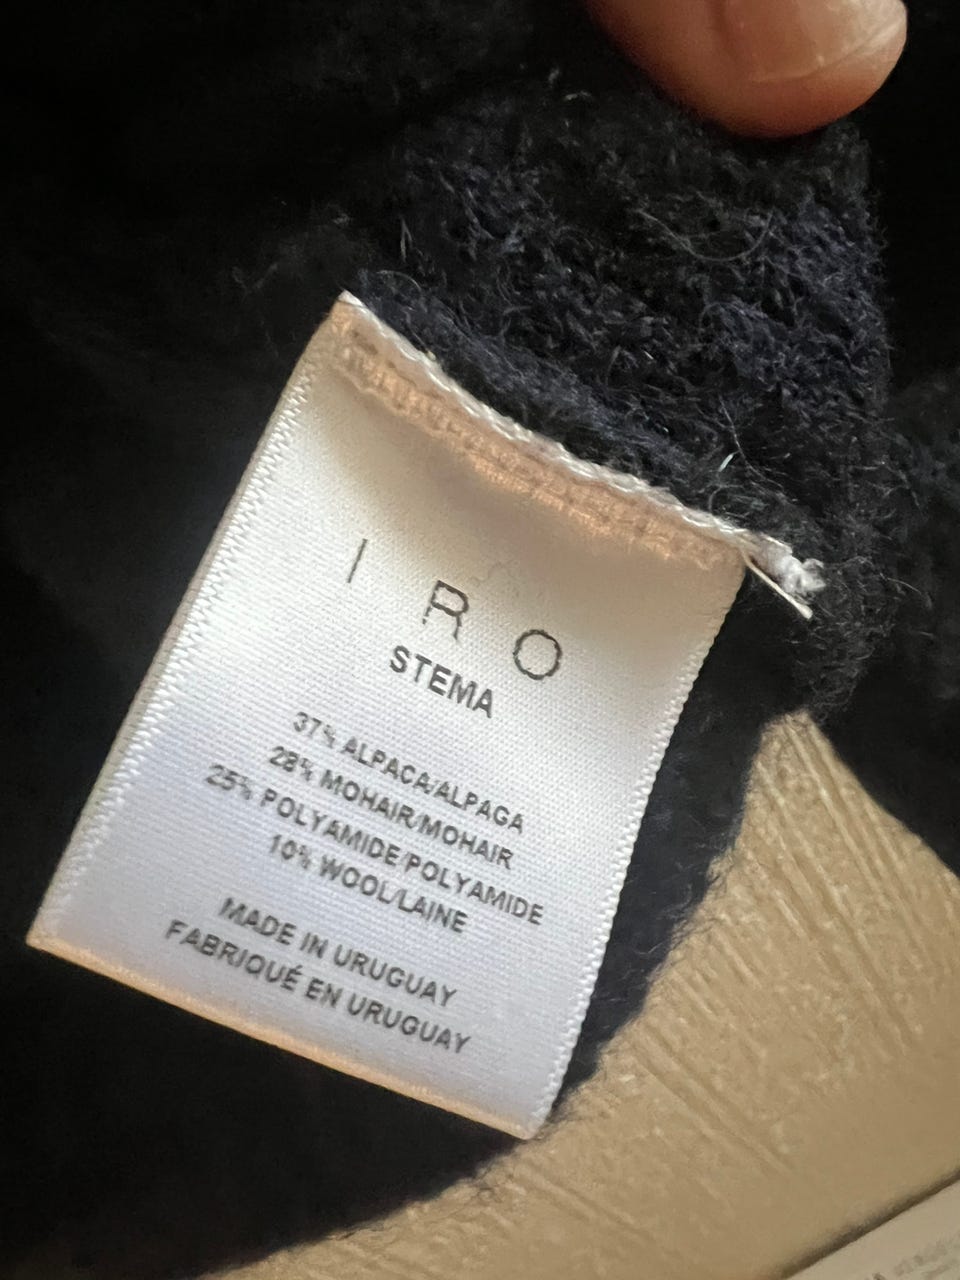 I R O
STEMA
37% ALPACA/ALPAGA
28% MOHAIR/MOHAIR
25% POLYAMIDE/POLYAMIDE
10% WOOL/LAINE
MADE IN URUGUAY
FABRIQUÉ EN URUGUAY